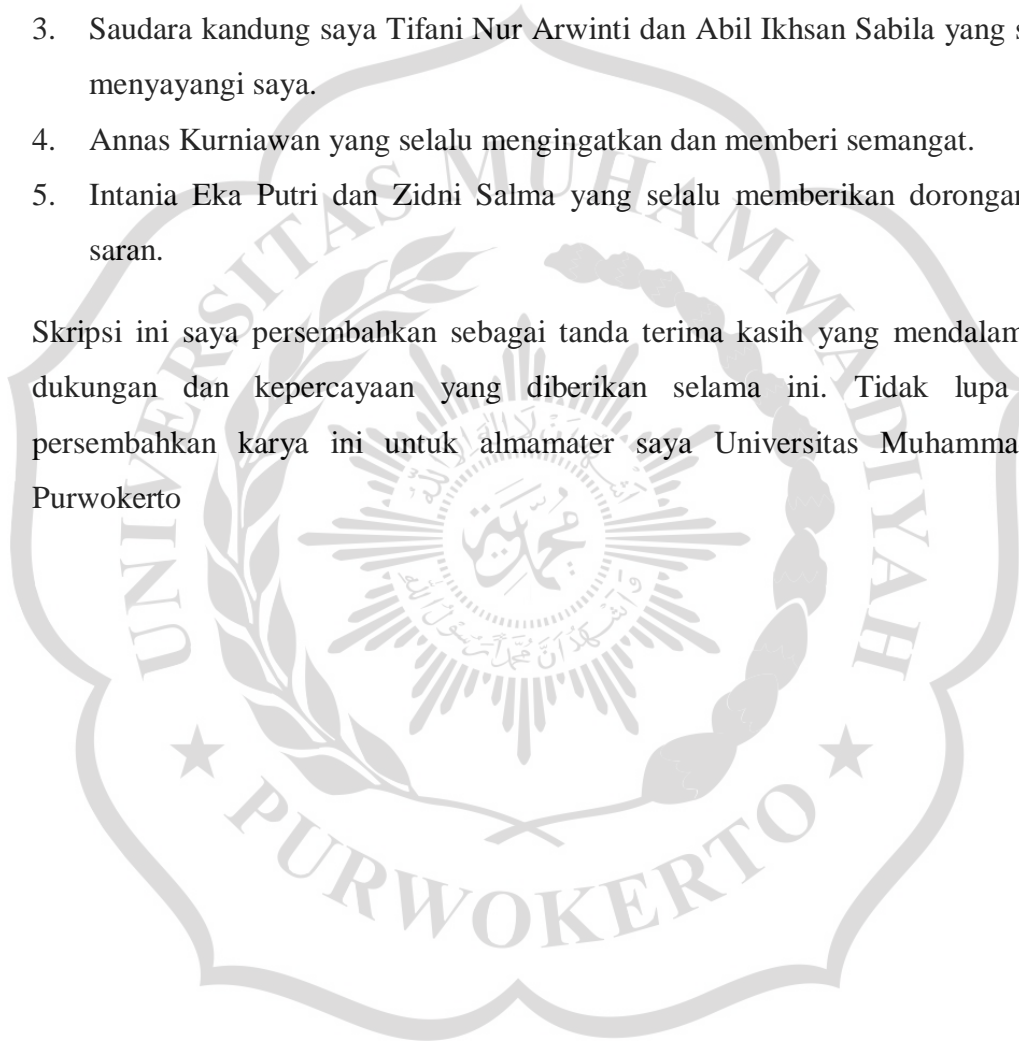 3. Saudara kandung saya Tifani Nur Arwinti dan Abil Ikhsan Sabila yang
menyayangi saya.
4. Annas Kurniawan yang selalu mengingatkan dan memberi semangat.
5. Intania Eka Putri dan Zidni Salma yang selalu memberikan dorongan
saran.
Skripsi ini saya persembahkan sebagai tanda terima kasih yang mendalam
dukungan dan kepercayaan yang diberikan selama ini. Tidak lupa
persembahkan karya ini untuk almamater saya Universitas Muhamma
Purwokerto
UNIVERSITAS MUHAMMADIYAH
PURWOKERTO